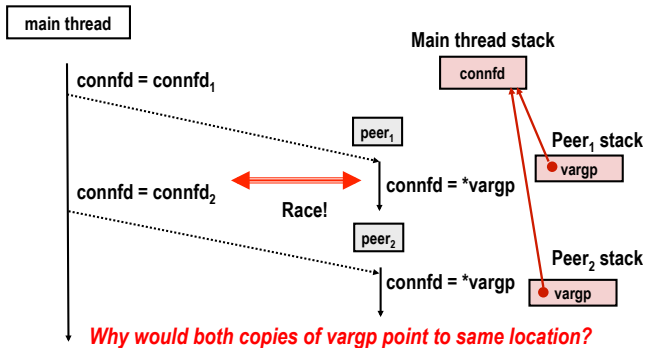 main thread
Main thread stack
connfd = connfd₁
connfd
peer₁
Peer₁ stack
vargp
connfd = connfd₂
connfd = *vargp
Race!
peer₂
Peer₂ stack
connfd = *vargp
vargp
Why would both copies of vargp point to same location?